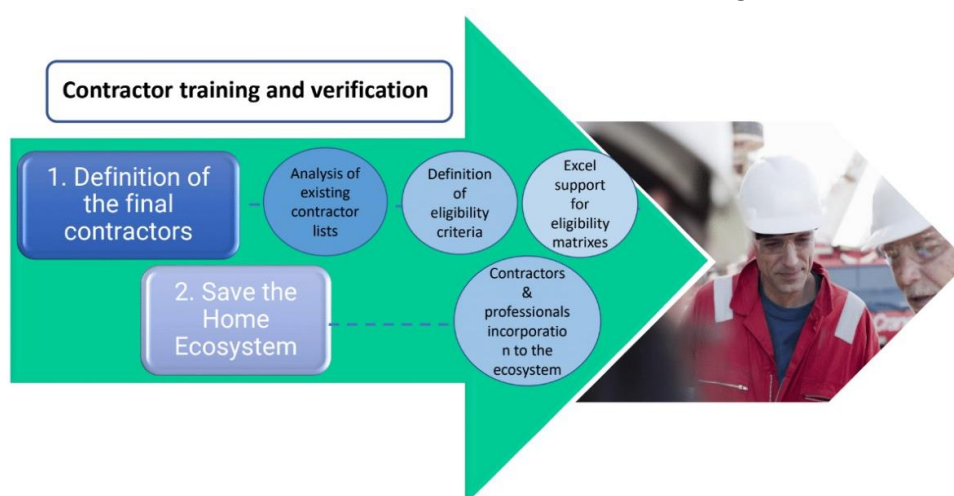 Contractor training and verification
1. Definition of
the final
contractors
Analysis of
existing
contractor
lists
Definition
of
eligibility
criteria
Excel
support
for
eligibility
matrixes
2. Save the
Home
Ecosystem
Contractors
&
professionals
incorporatio
n to the
ecosystem